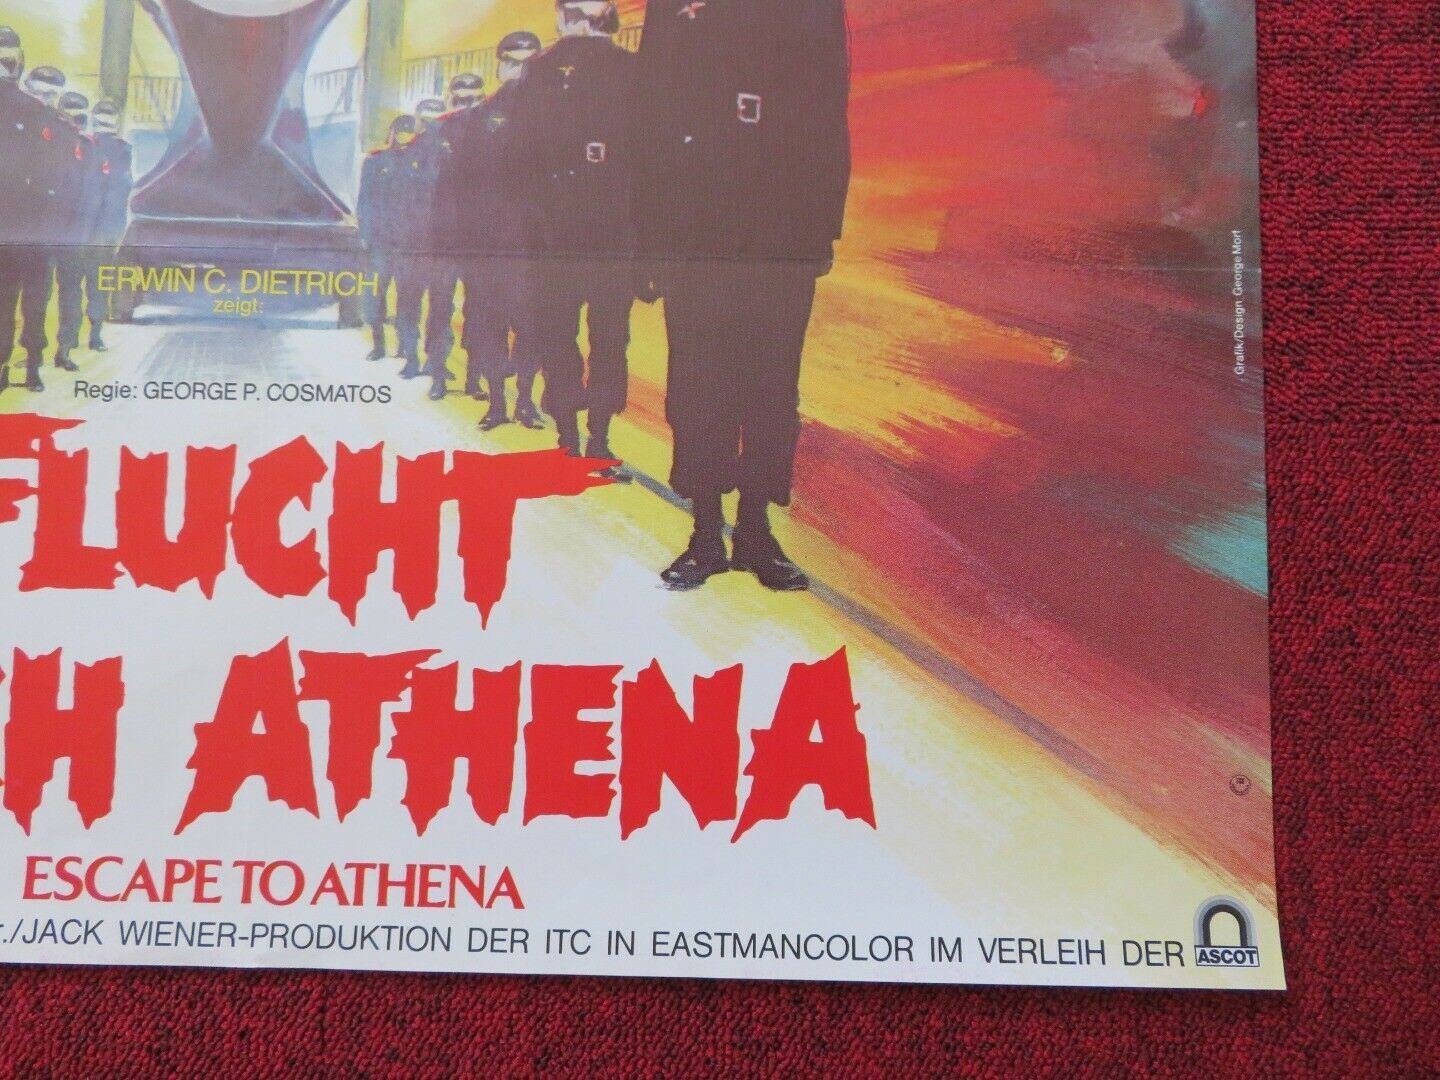 ERWIN C. DIETRICH
zeigt:
Regie: GEORGE P. COSMATOS
FLUCHT
CH ATHENA
ESCAPE TO ATHENA
r./JACK WIENER-PRODUKTION DER ITC IN EASTMANCOLOR IM VERLEIH DER
ASCOT
Grafik/Design George Morf